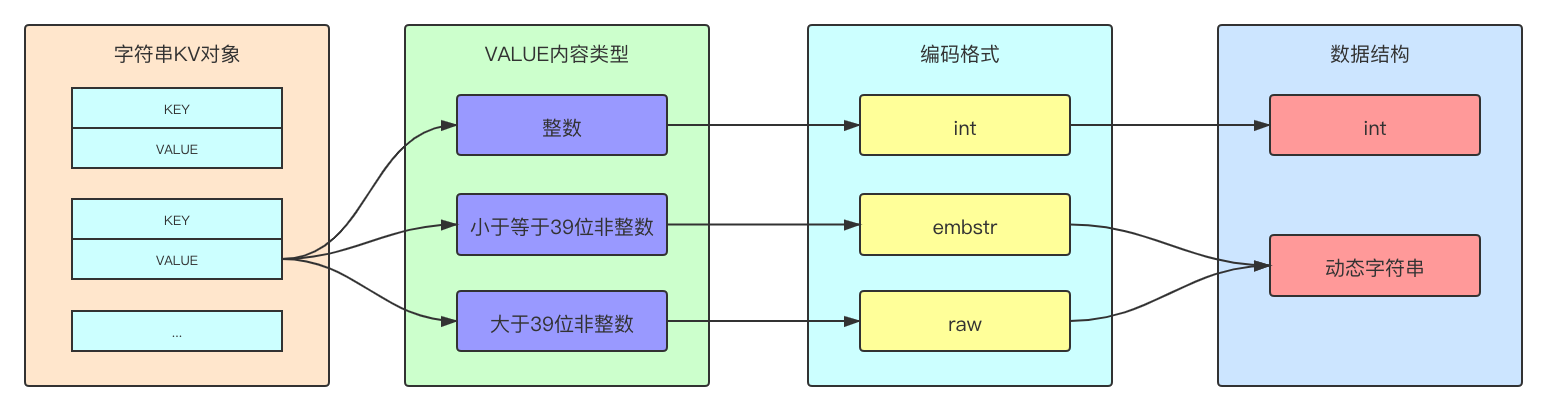 字符串KV对象
KEY
VALUE
KEY
VALUE
...
VALUE内容类型
整数
小于等于39位非整数
大于39位非整数
编码格式
int
embstr
raw
数据结构
int
动态字符串